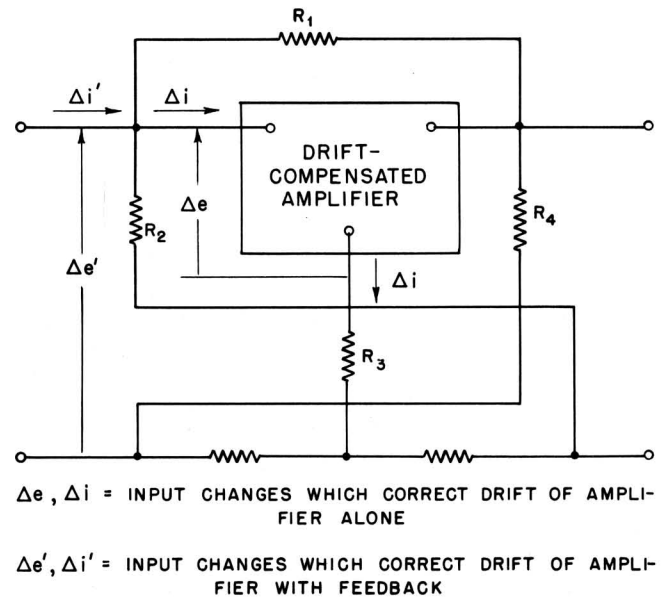 R1
Δi' Δi
DRIFT-
COMPENSATED
AMPLIFIER
Δe
R2
R4
Δe'
Δi
R3
Δe, Δi = INPUT CHANGES WHICH CORRECT DRIFT OF AMPLI-
FIER ALONE
Δe', Δi' = INPUT CHANGES WHICH CORRECT DRIFT OF AMPLI-
FIER WITH FEEDBACK